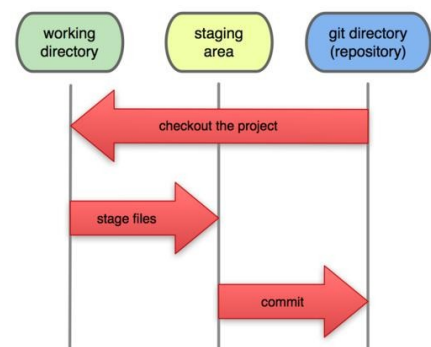 working
directory
staging
area
git directory
(repository)
checkout the project
stage files
commit